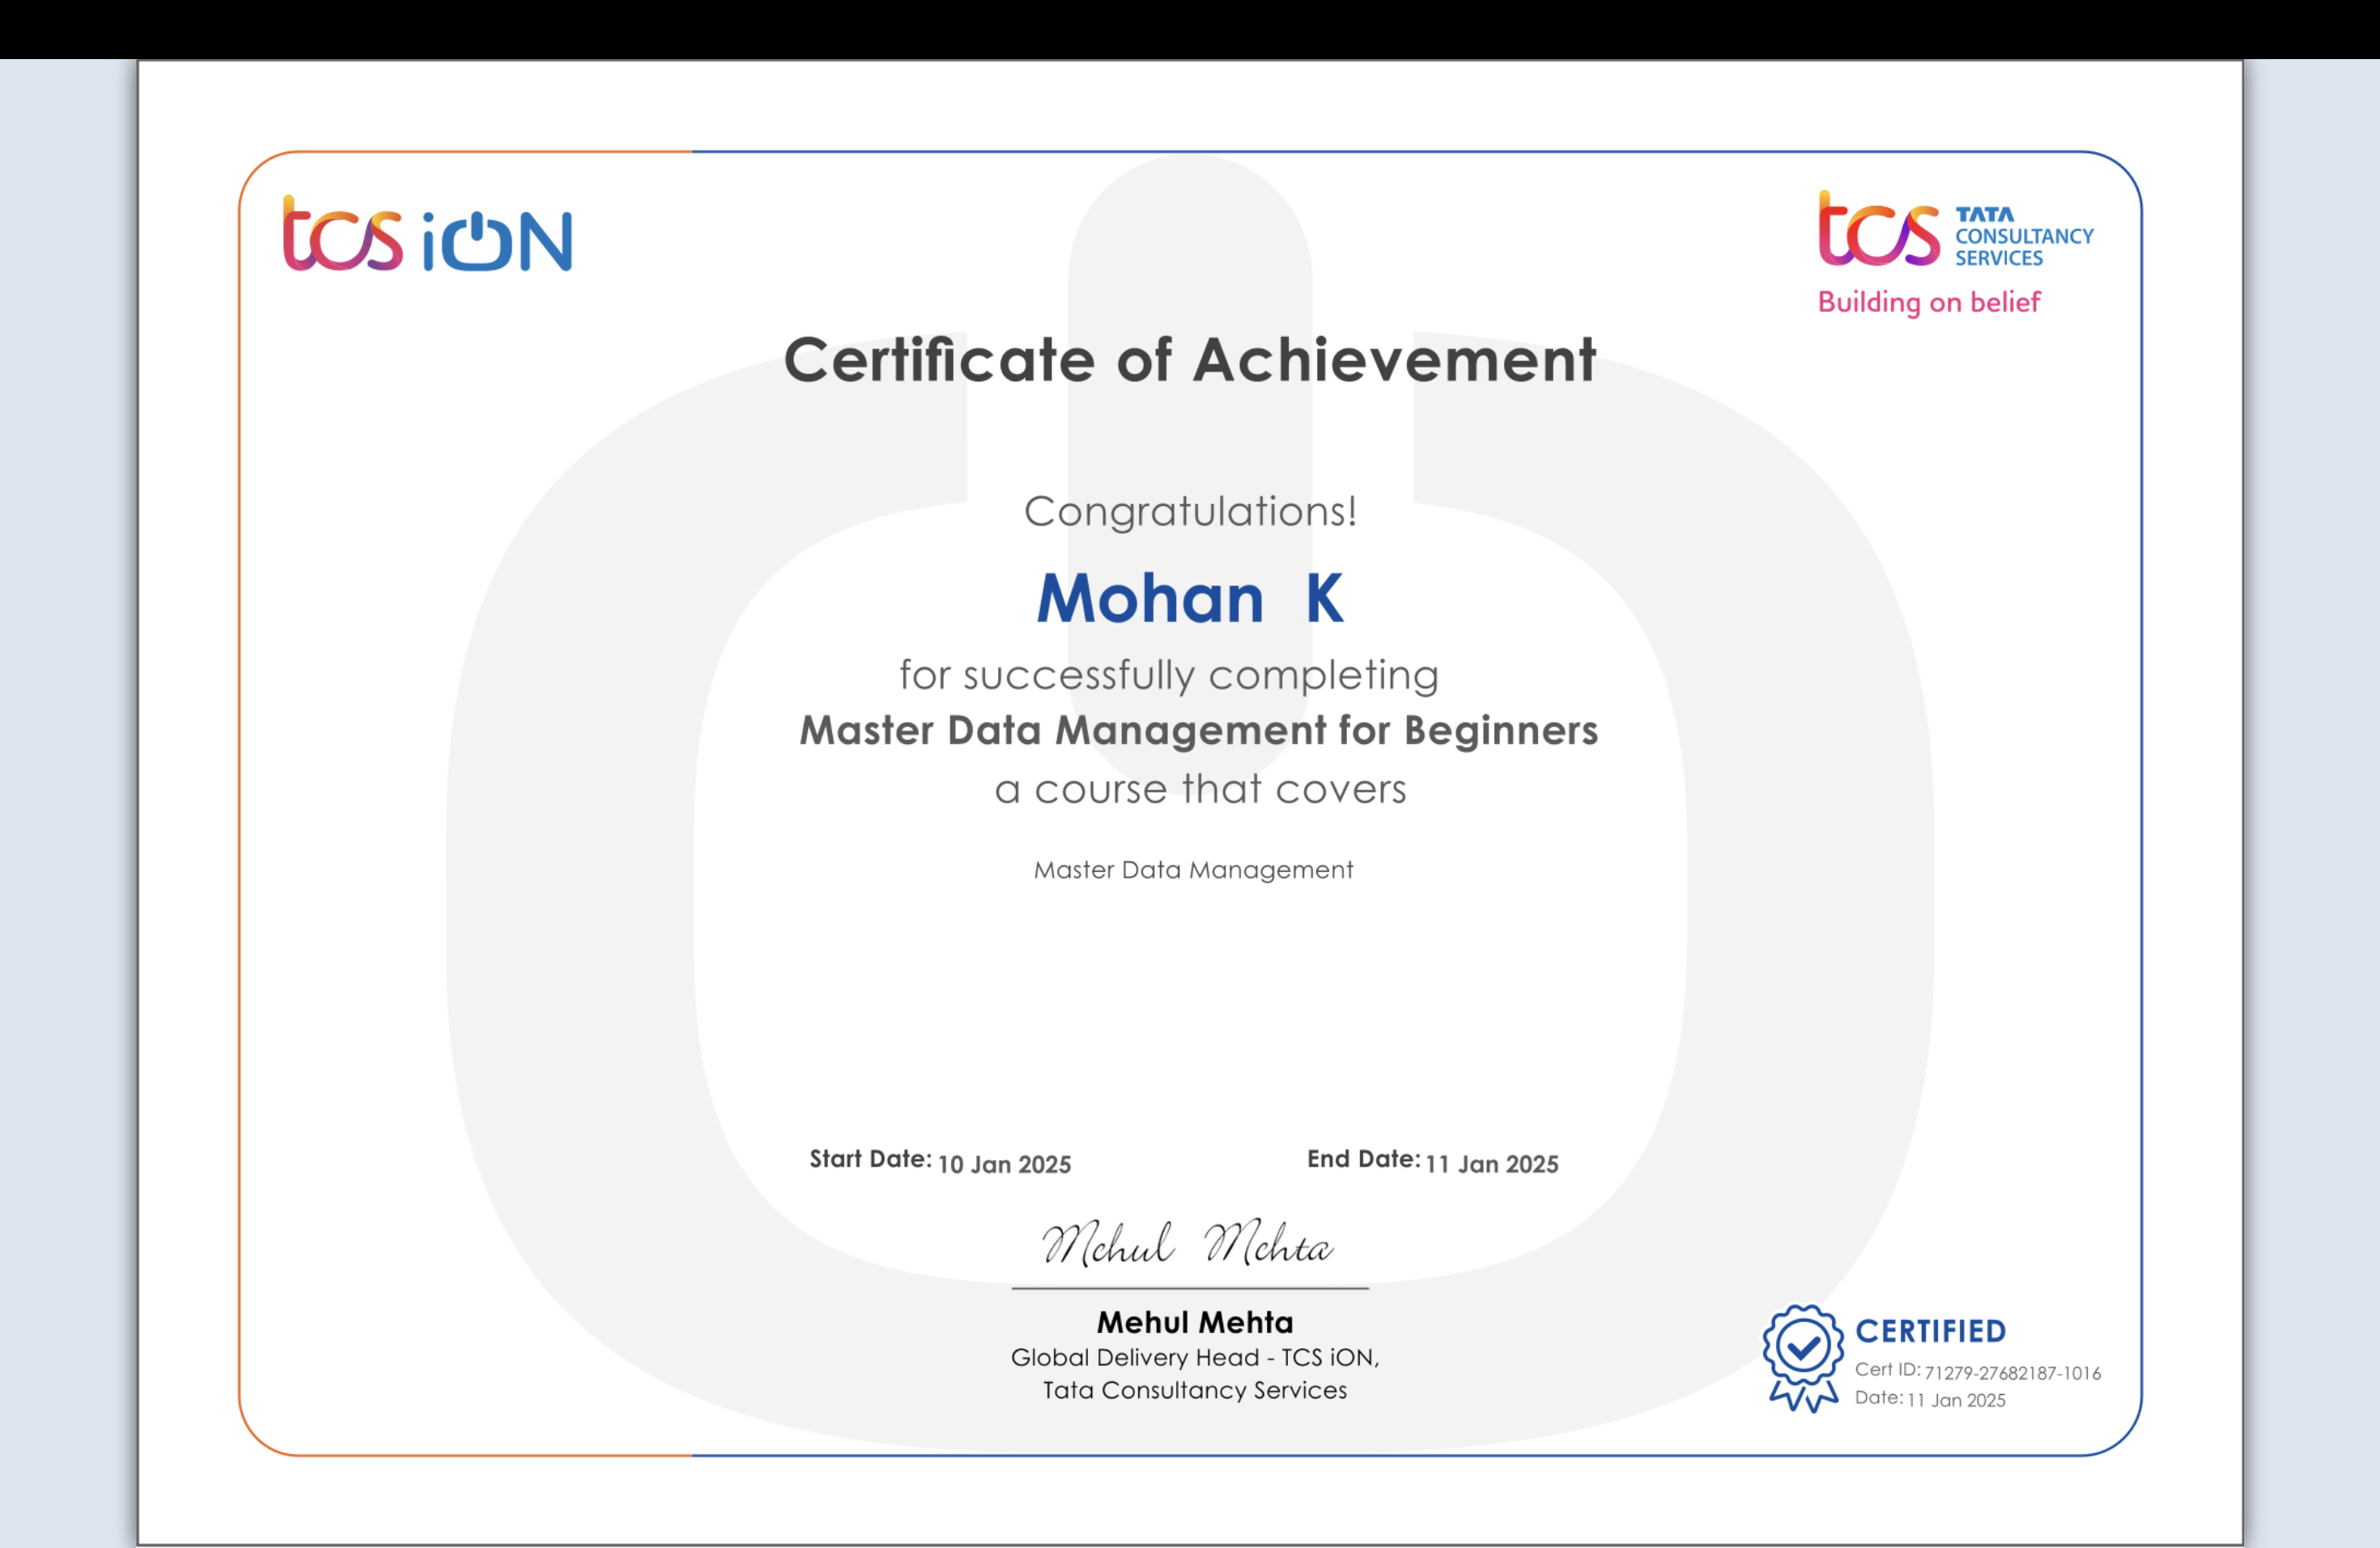 tcs iON
tcs TATA
CONSULTANCY
SERVICES
Building on belief
Certificate of Achievement
Congratulations!
Mohan K
for successfully completing
Master Data Management for Beginners
a course that covers
Master Data Management
Start Date: 10 Jan 2025
End Date: 11 Jan 2025
Mehul Mehta
Mehul Mehta
Global Delivery Head - TCS iON,
Tata Consultancy Services
CERTIFIED
Cert ID: 71279-27682187-1016
Date: 11 Jan 2025